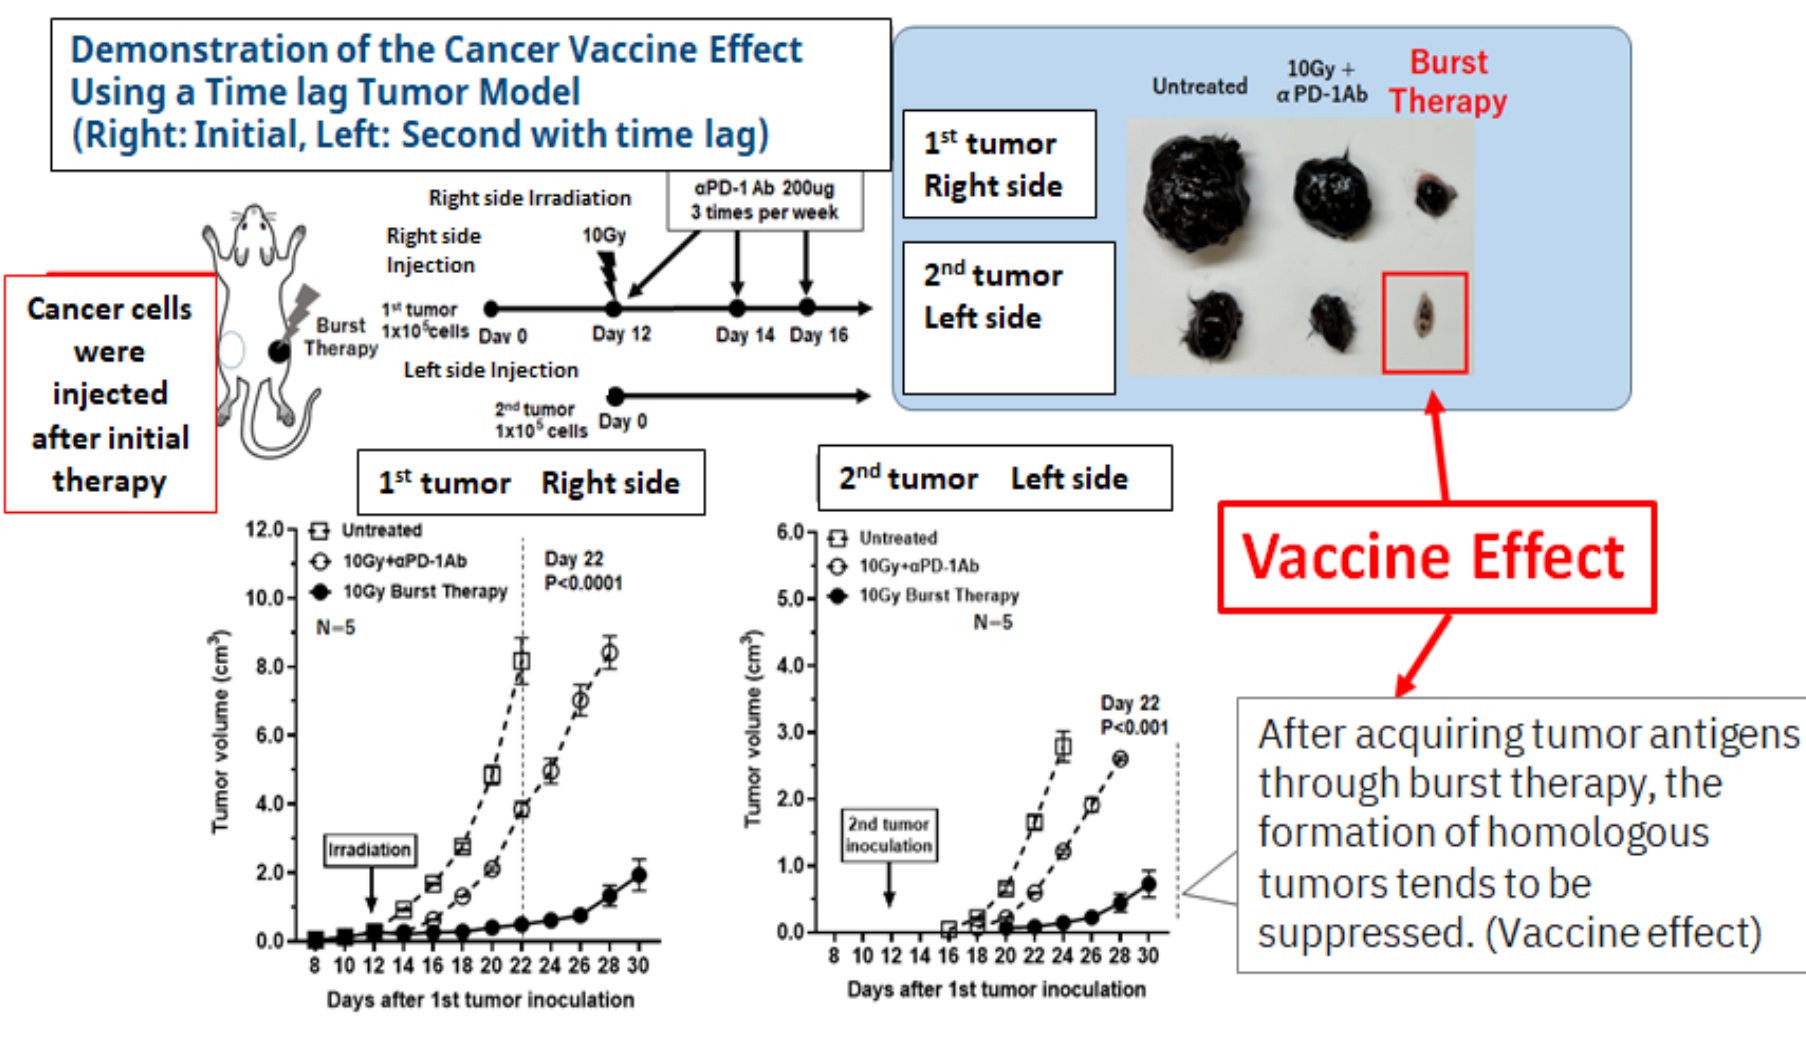 Demonstration of the Cancer Vaccine Effect
Using a Time lag Tumor Model
(Right: Initial, Left: Second with time lag)
Untreated
10Gy +
αPD-1Ab
Burst
Therapy
1st tumor
Right side
2nd tumor
Left side
Right side Irradiation
αPD-1 Ab 200ug
3 times per week
Right side
Injection
10Gy
1st tumor
1x10^5cells
Day 0
Day 12
Day 14
Day 16
Left side Injection
2nd tumor
1x10^5 cells
Day 0
Burst
Therapy
Cancer cells
were
injected
after initial
therapy
1st tumor Right side
12.0
10.0
8.0
6.0
4.0
2.0
0.0
Tumor volume (cm³)
Untreated
10Gy+αPD-1Ab
10Gy Burst Therapy
N=5
Day 22
P<0.0001
Irradiation
8 10 12 14 16 18 20 22 24 26 28 30
Days after 1st tumor inoculation
2nd tumor Left side
6.0
5.0
4.0
3.0
2.0
1.0
0.0
Tumor volume (cm³)
Untreated
10Gy+αPD-1Ab
10Gy Burst Therapy
N=5
Day 22
P<0.001
2nd tumor
inoculation
8 10 12 14 16 18 20 22 24 26 28 30
Days after 1st tumor inoculation
Vaccine Effect
After acquiring tumor antigens
through burst therapy, the
formation of homologous
tumors tends to be
suppressed. (Vaccine effect)